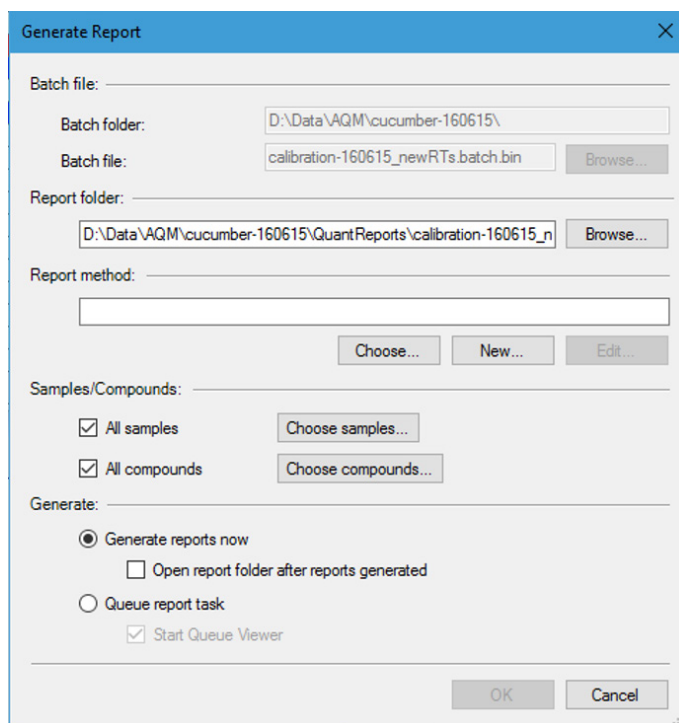 Generate Report
Batch file:
Batch folder: D:\Data\AQM\cucumber-160615\
Batch file: calibration-160615_newRTs.batch.bin Browse...
Report folder:
D:\Data\AQM\cucumber-160615\QuantReports\calibration-160615_n Browse...
Report method:
Choose... New... Edit...
Samples/Compounds:
All samples Choose samples...
All compounds Choose compounds...
Generate:
Generate reports now
Open report folder after reports generated
Queue report task
Start Queue Viewer
OK Cancel